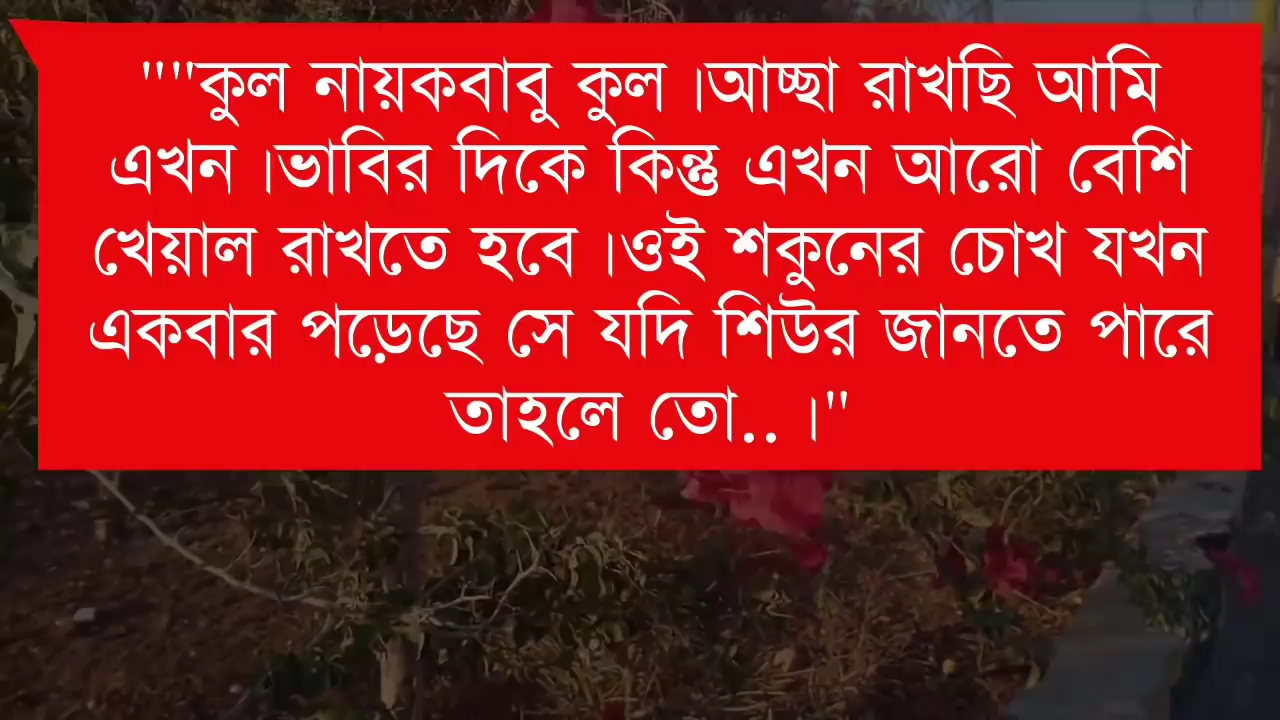 ""কুল নায়কবাবু কুল।আচ্ছা রাখছি আমি
এখন।ভাবির দিকে কিন্তু এখন আরো বেশি
খেয়াল রাখতে হবে।ওই শকুনের চোখ যখন
একবার পড়েছে সে যদি শিউর জানতে পারে
তাহলে তো..।"